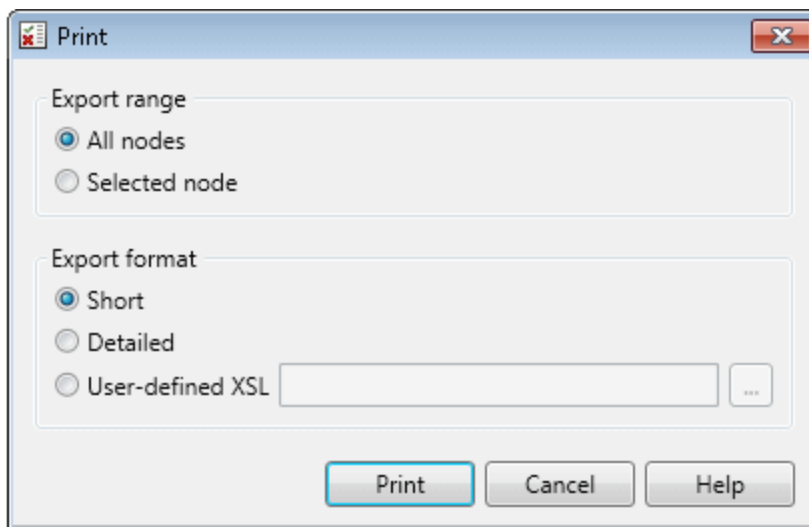 Print
Export range
All nodes
Selected node
Export format
Short
Detailed
User-defined XSL
...
Print Cancel Help